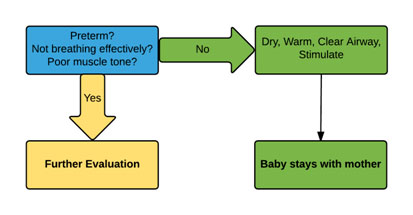 Preterm?
Not breathing effectively?
Poor muscle tone?
No
Dry, Warm, Clear Airway,
Stimulate
Yes
Further Evaluation
Baby stays with mother